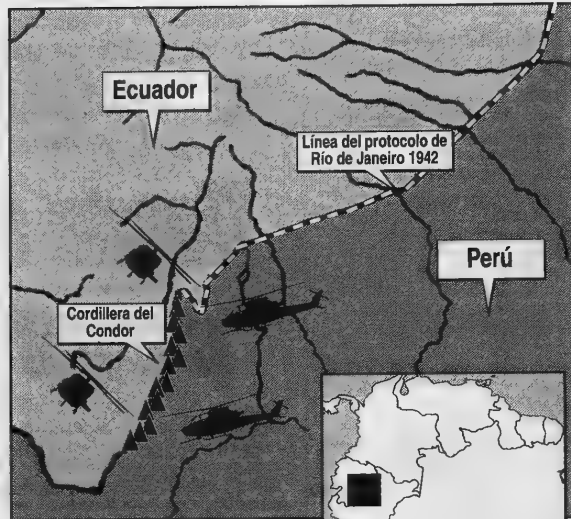 Ecuador
Línea del protocolo de
Río de Janeiro 1942
Perú
Cordillera del
Condor